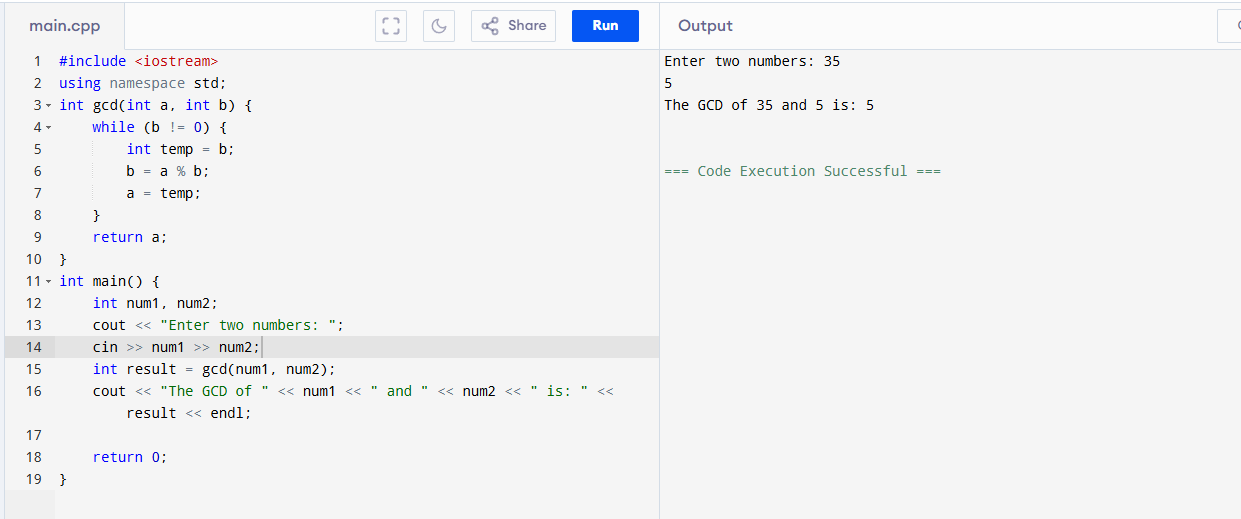 main.cpp
Share
Run
Output
1 #include <iostream>
2 using namespace std;
3 int gcd(int a, int b) {
4     while (b != 0) {
5         int temp = b;
6         b = a % b;
7         a = temp;
8     }
9     return a;
10 }
11 int main() {
12     int num1, num2;
13     cout << "Enter two numbers: ";
14     cin >> num1 >> num2;
15     int result = gcd(num1, num2);
16     cout << "The GCD of " << num1 << " and " << num2 << " is: " <<
        result << endl;
17
18     return 0;
19 }
Enter two numbers: 35
5
The GCD of 35 and 5 is: 5
=== Code Execution Successful ===